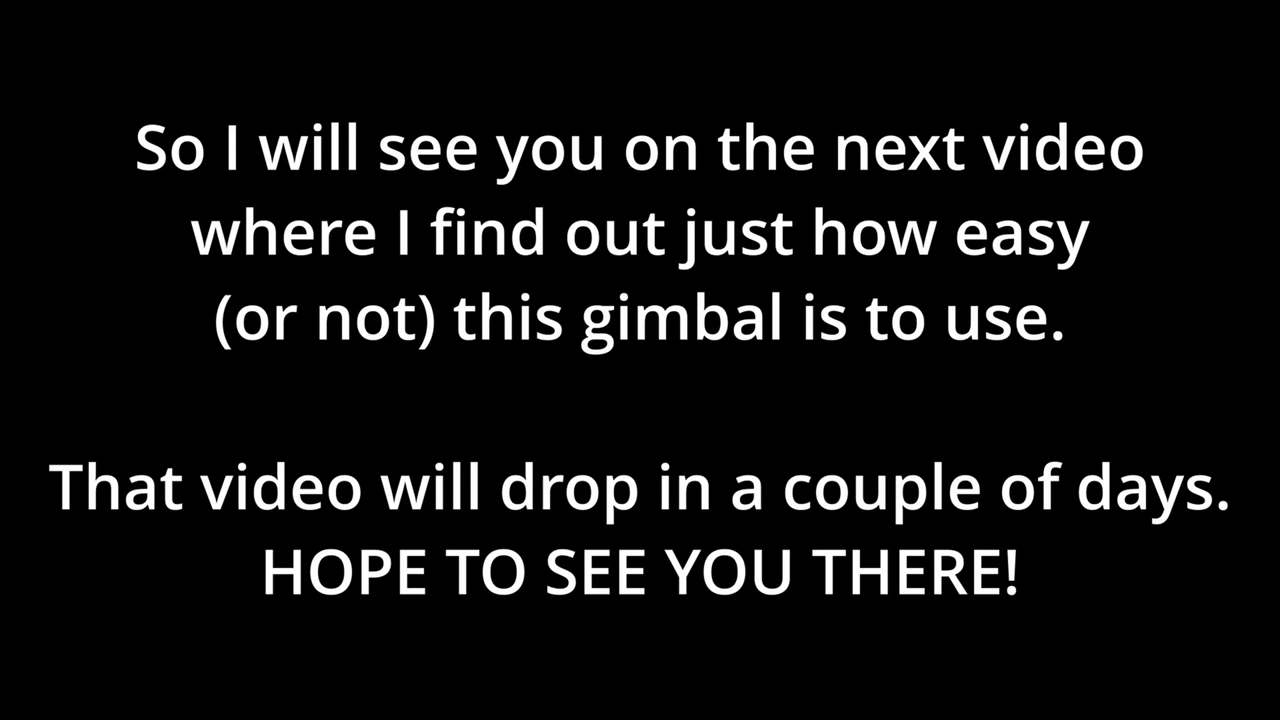 So I will see you on the next video
where I find out just how easy
(or not) this gimbal is to use.
That video will drop in a couple of days.
HOPE TO SEE YOU THERE!